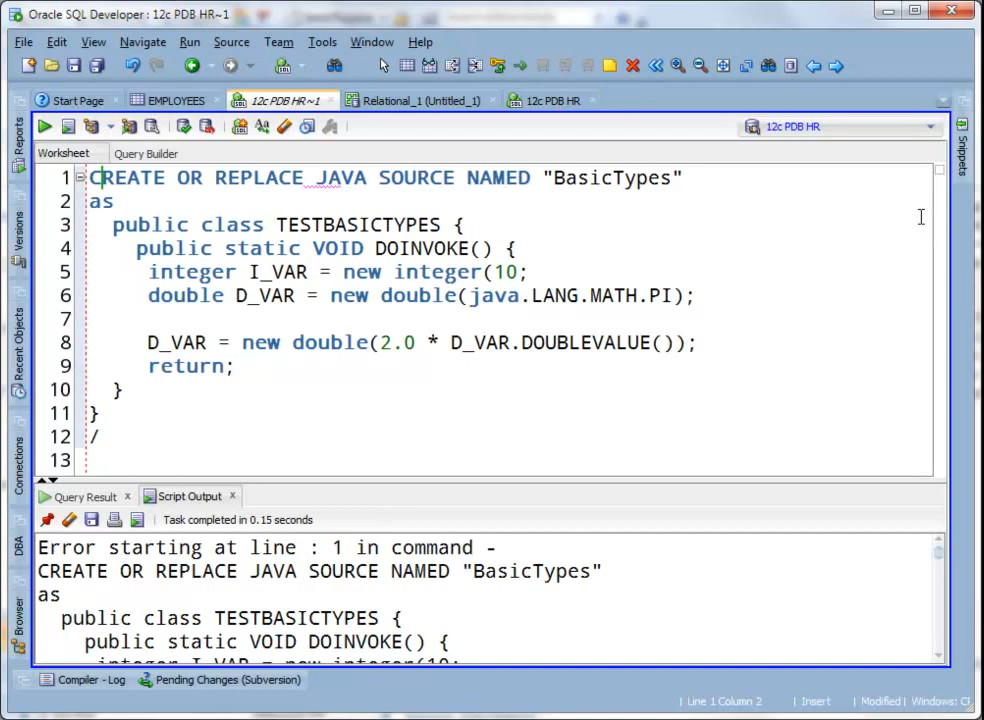 Oracle SQL Developer : 12c PDB HR~1
File Edit View Navigate Run Source Team Tools Window Help
Start Page EMPLOYEES 12c PDB HR~1 Relational_1 (Untitled_1) 12c PDB HR
12c PDB HR
Worksheet Query Builder
1 CREATE OR REPLACE JAVA SOURCE NAMED "BasicTypes"
2 as
3 public class TESTBASICTYPES {
4 public static VOID DOINVOKE() {
5 integer I_VAR = new integer(10;
6 double D_VAR = new double(java.LANG.MATH.PI);
7
8 D_VAR = new double(2.0 * D_VAR.DOUBLEVALUE());
9 return;
10 }
11 }
12 /
13
Query Result x Script Output x
Task completed in 0.15 seconds
Error starting at line : 1 in command -
CREATE OR REPLACE JAVA SOURCE NAMED "BasicTypes"
as
public class TESTBASICTYPES {
public static VOID DOINVOKE() {
integer I_VAR = new integer(10;
Compiler - Log Pending Changes (Subversion)
Line 1 Column 2 Insert Modified Windows: C
Reports
Versions
Recent Objects
Connections
DBA
Browser
Snippets